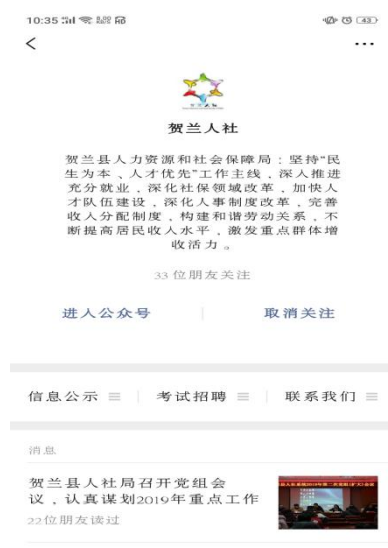 10:35
43
贺兰人社
贺兰县人力资源和社会保障局：坚持“民
生为本、人才优先”工作主线，深入推进
充分就业，深化社保领域改革，加快人
才队伍建设，深化人事制度改革，完善
收入分配制度，构建和谐劳动关系，不
断提高居民收入水平，激发重点群体增
收活力。
33 位朋友关注
进入公众号
取消关注
信息公示
考试招聘
联系我们
消息
贺兰县人社局召开党组会
议，认真谋划2019年重点工作
22位朋友读过